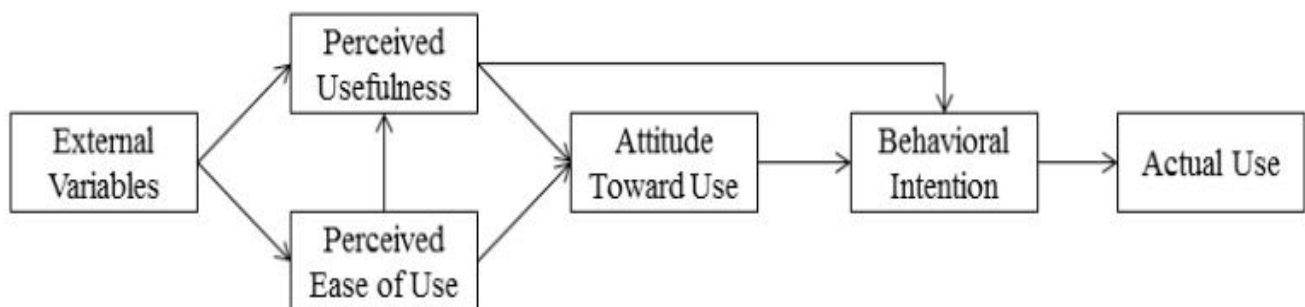 Perceived
Usefulness
External
Variables
Attitude
Toward Use
Behavioral
Intention
Actual Use
Perceived
Ease of Use